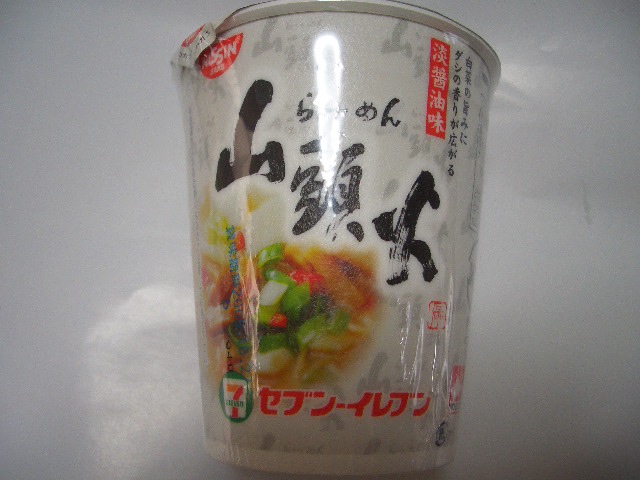 NISSIN
らーめん
山頭火
淡醤油味
白菜の旨みに
ダシの香りが広がる
7
セブン-イレブン